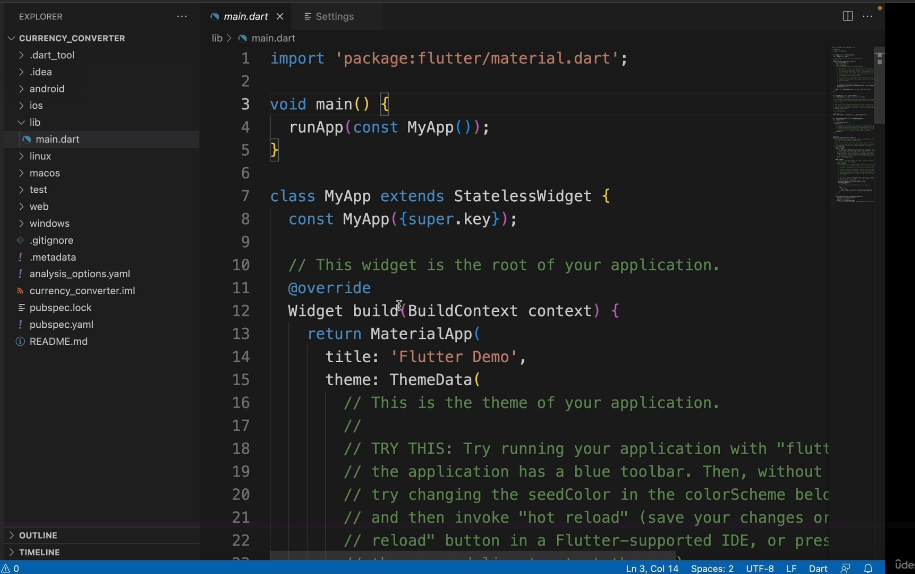 EXPLORER
CURRENCY_CONVERTER
.dart_tool
.idea
android
ios
lib
main.dart
linux
macos
test
web
windows
.gitignore
! .metadata
! analysis_options.yaml
currency_converter.iml
pubspec.lock
! pubspec.yaml
README.md
OUTLINE
TIMELINE
main.dart
Settings
lib > main.dart
1 import 'package:flutter/material.dart';
2
3 void main() {
4 runApp(const MyApp());
5 }
6
7 class MyApp extends StatelessWidget {
8 const MyApp({super.key});
9
10 // This widget is the root of your application.
11 @override
12 Widget build(BuildContext context) {
13 return MaterialApp(
14 title: 'Flutter Demo',
15 theme: ThemeData(
16 // This is the theme of your application.
17 //
18 // TRY THIS: Try running your application with "flutt
19 // the application has a blue toolbar. Then, without
20 // try changing the seedColor in the colorScheme belo
21 // and then invoke "hot reload" (save your changes or
22 // reload" button in a Flutter-supported IDE, or pres
0
Ln 3, Col 14
Spaces: 2
UTF-8
LF
Dart
ûde